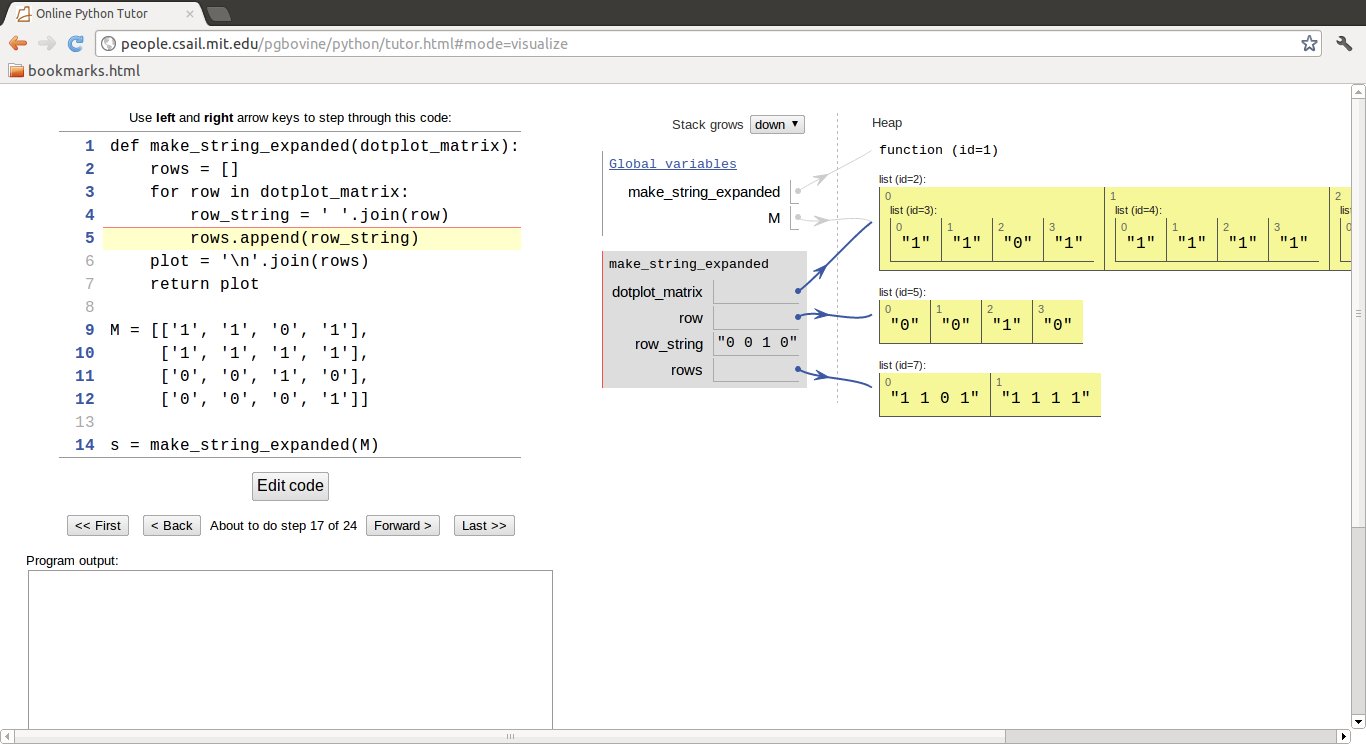 Online Python Tutor
people.csail.mit.edu/pgbovine/python/tutor.html#mode=visualize
bookmarks.html
Use left and right arrow keys to step through this code:
1 def make_string_expanded(dotplot_matrix):
2     rows = []
3     for row in dotplot_matrix:
4         row_string = ' '.join(row)
5         rows.append(row_string)
6     plot = '\n'.join(rows)
7     return plot
8
9 M = [['1', '1', '0', '1'],
10      ['1', '1', '1', '1'],
11      ['0', '0', '1', '0'],
12      ['0', '0', '0', '1']]
13
14 s = make_string_expanded(M)
Edit code
<< First < Back About to do step 17 of 24 Forward > Last >>
Program output:
Stack grows down
Global variables
make_string_expanded
M
make_string_expanded
dotplot_matrix
row
row_string "0 0 1 0"
rows
Heap
function (id=1)
list (id=2):
0 1 2
list (id=3): list (id=4): list
0 1 2 3 0 1 2 3 0
"1" "1" "0" "1" "1" "1" "1" "1"
list (id=5):
0 1 2 3
"0" "0" "1" "0"
list (id=7):
0 1
"1 1 0 1" "1 1 1 1"